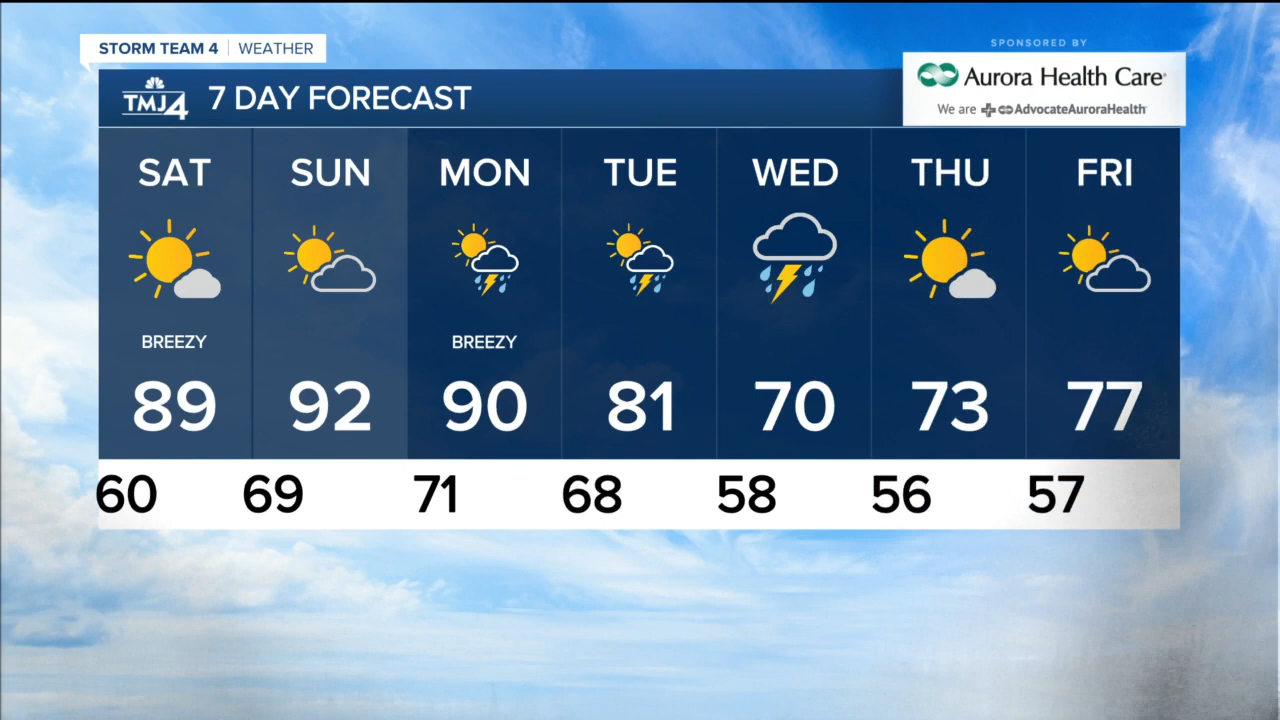 STORM TEAM 4 | WEATHER
SPONSORED BY
Aurora Health Care®
We are AdvocateAuroraHealth
TMJ4 7 DAY FORECAST
SAT SUN MON TUE WED THU FRI
BREEZY BREEZY
89 92 90 81 70 73 77
60 69 71 68 58 56 57